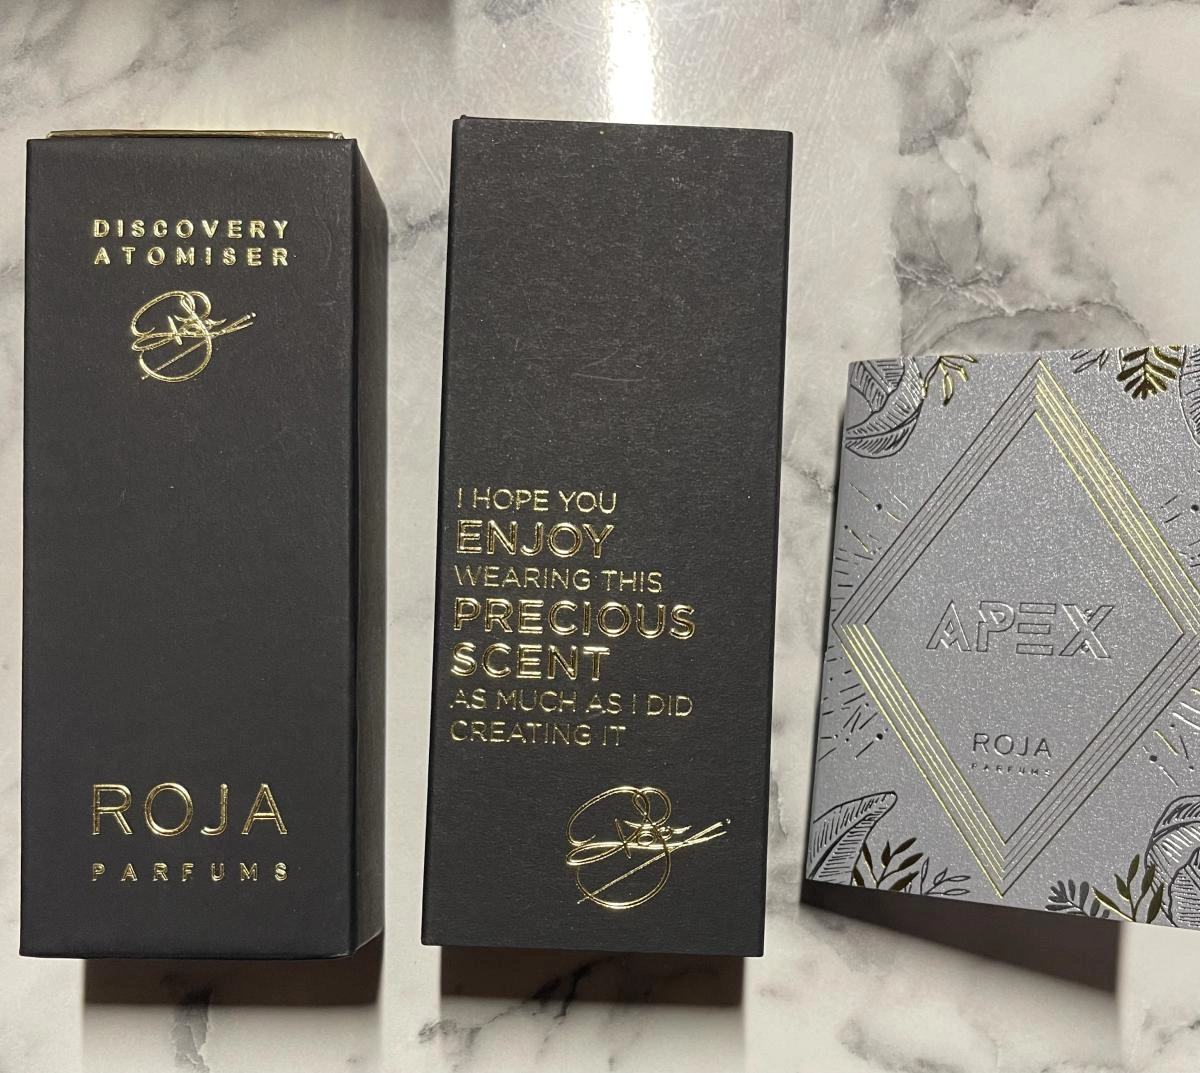 DISCOVERY
ATOMISER
ROJA
PARFUMS
I HOPE YOU
ENJOY
WEARING THIS
PRECIOUS
SCENT
AS MUCH AS I DID
CREATING IT
APEX
ROJA
PARFUMS